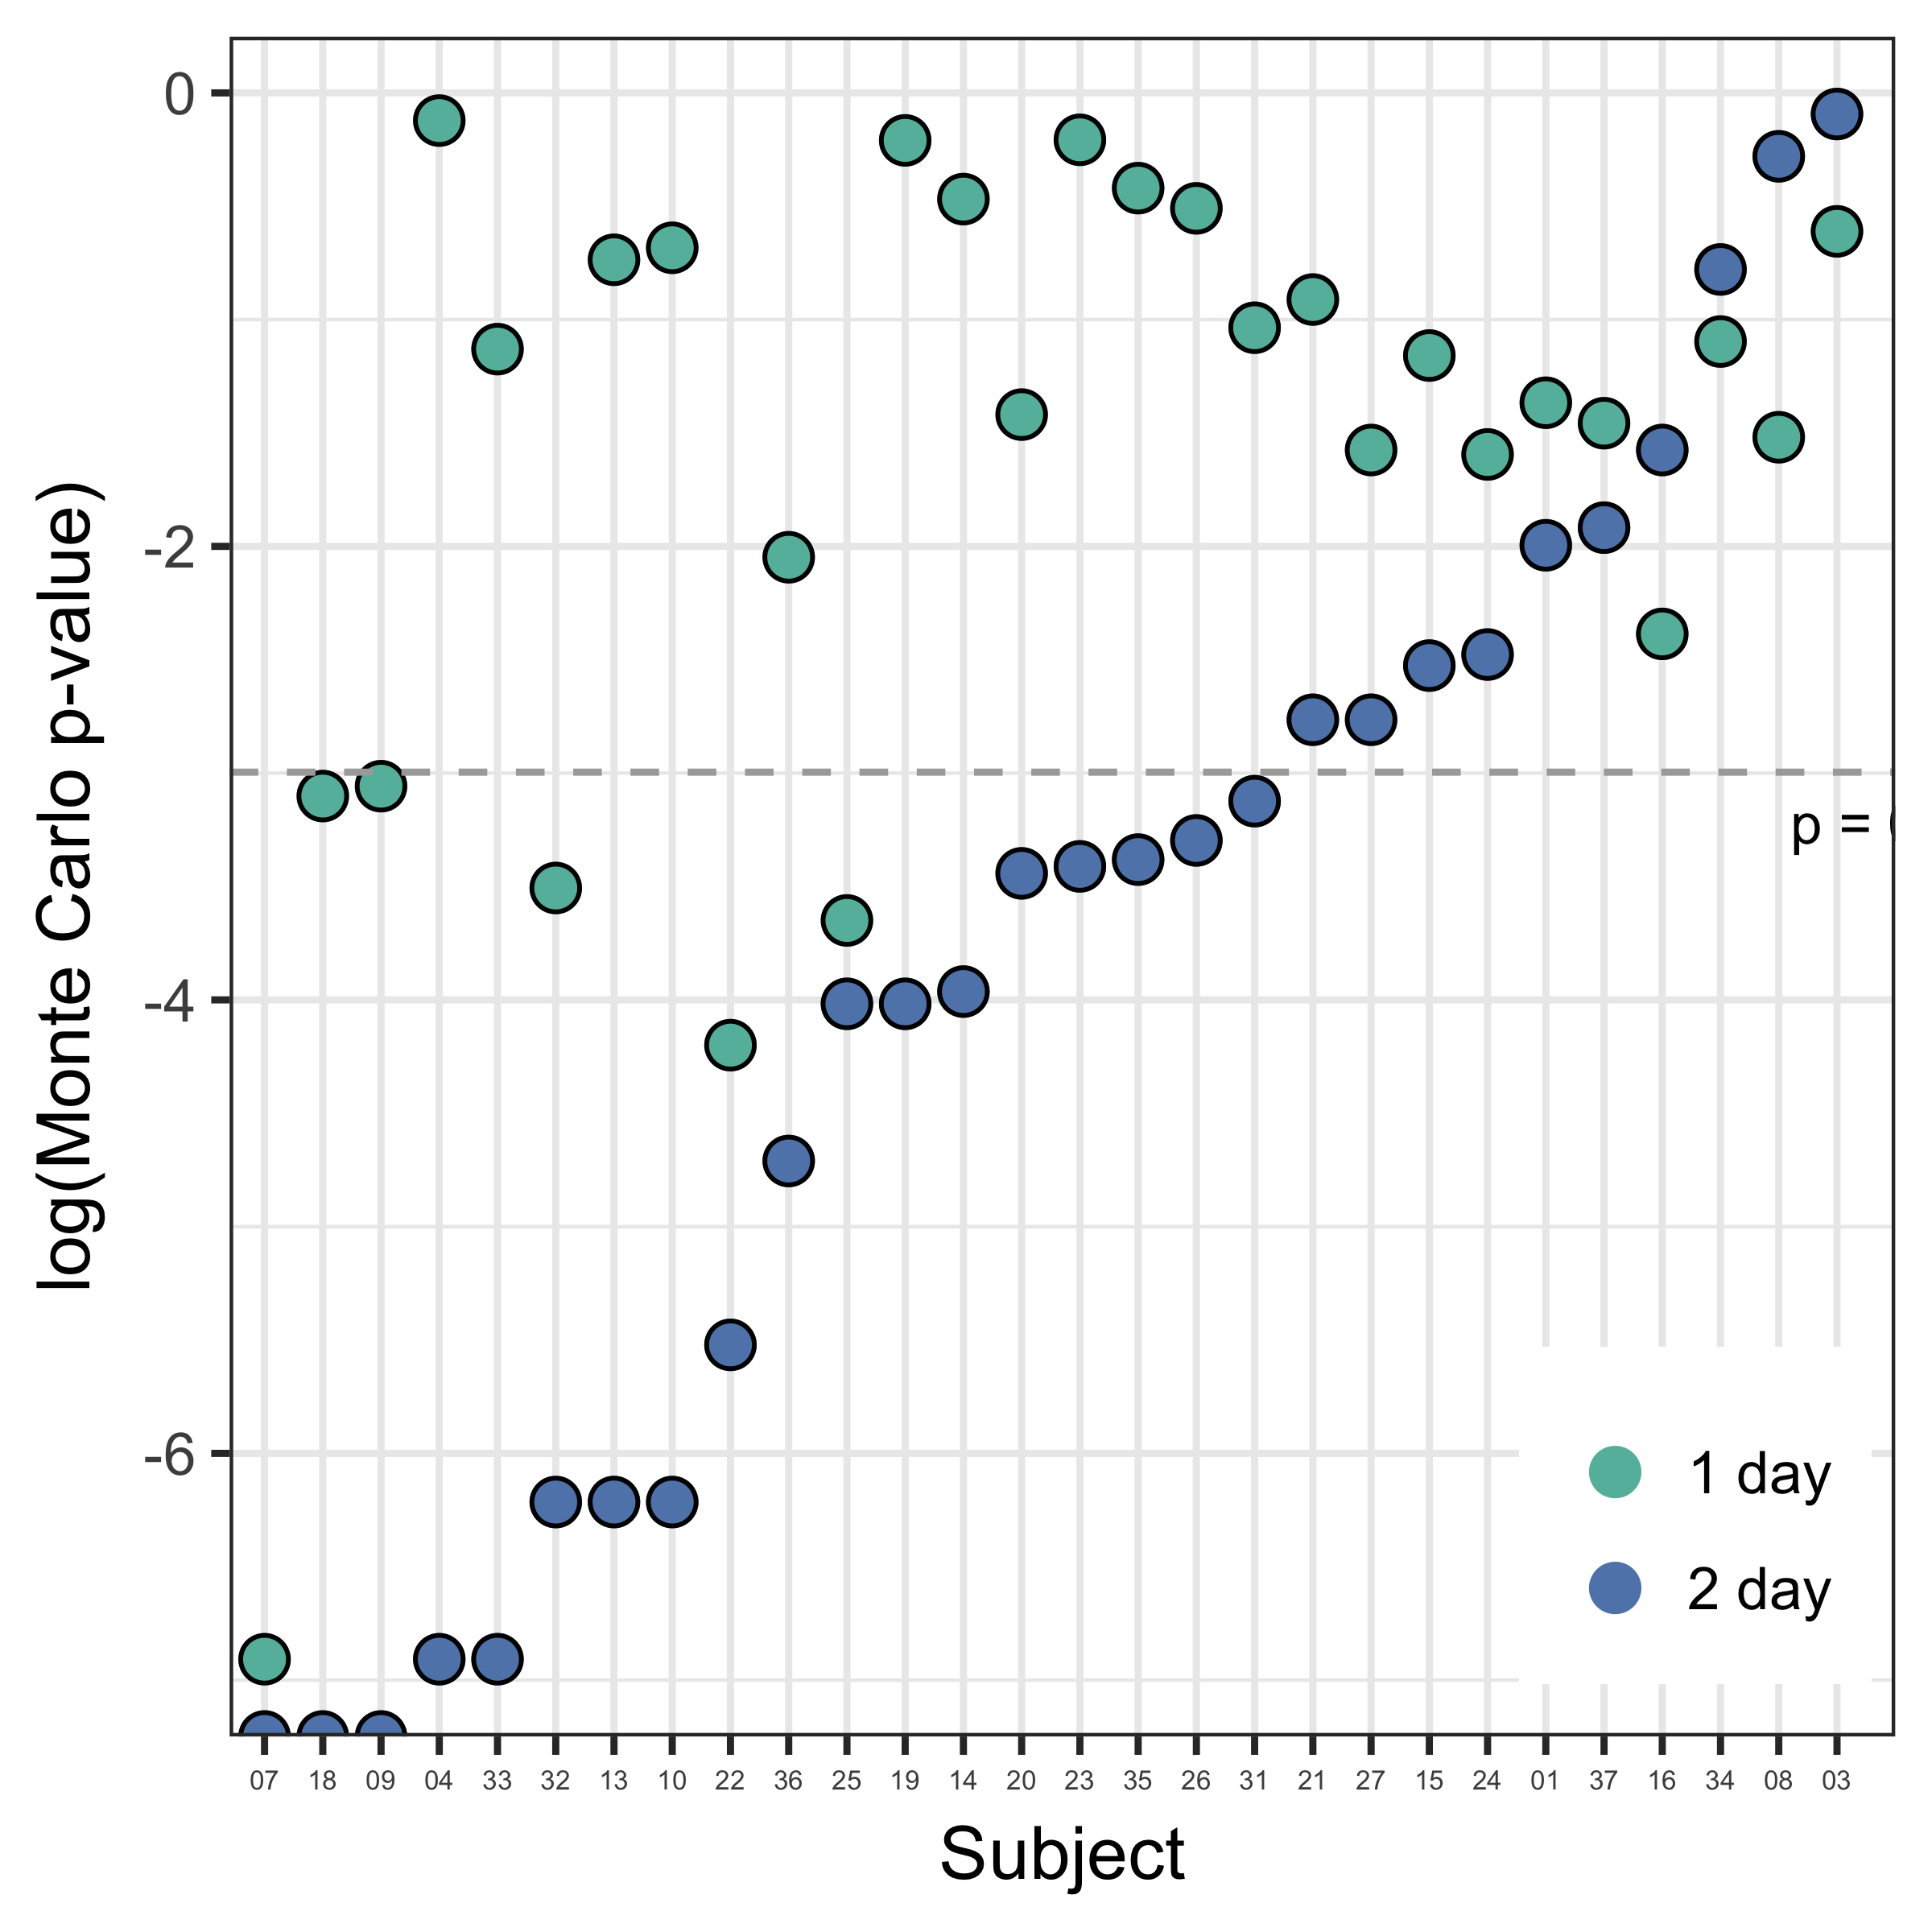 log(Monte Carlo p-value)
0
-2
-4
-6
p =
1 day
2 day
07 18 09 04 33 32 13 10 22 36 25 19 14 20 23 35 26 31 21 27 15 24 01 37 16 34 08 03
Subject